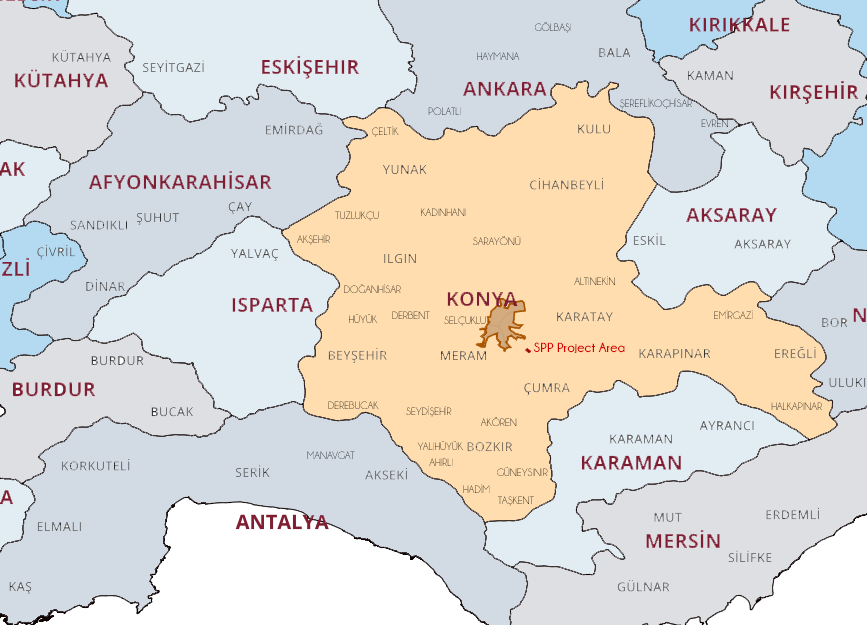 GÖLBAŞI
KIRIKKALE
KÜTAHYA
SEYİTGAZİ
ESKİŞEHIR
HAYMANA
BALA
KÜTAHYA
KAMAN
ANKARA
KIRŞEHİR
POLATLI
ŞEREFLİKOÇHİSAR
EMİRDAĞ
ÇELTİK
KULU
EVREN
AK
YUNAK
AFYONKARAHİSAR
CİHANBEYLİ
ÇAY
SANDIKLI
ŞUHUT
TUZLUKÇU
KADINHANI
AKSARAY
ÇİVRİL
AKŞEHİR
SARAYÖNÜ
ESKİL
AKSARAY
YALVAÇ
ZLİ
ILGIN
DİNAR
DOĞANHİSAR
ALTINEKİN
ISPARTA
KONYA
HÜYÜK
DERBENT
SELÇUKLU
KARATAY
EMİRGAZİ
N
BOR
BURDUR
BEYŞEHİR
MERAM
SPP Project Area
KARAPINAR
EREĞLİ
BURDUR
ÇUMRA
ULUKI
BUCAK
DEREBUCAK
SEYDİŞEHİR
HALKAPINAR
AKÖREN
AYRANCI
KARAMAN
YALIHÜYÜK
BOZKIR
KORKUTELİ
MANAVGAT
AHIRLI
KARAMAN
SERİK
AKSEKİ
GÜNEYSINIR
HADİM
A
TAŞKENT
ELMALI
ANTALYA
MUT
ERDEMLİ
MERSİN
SİLİFKE
KAŞ
GÜLNAR